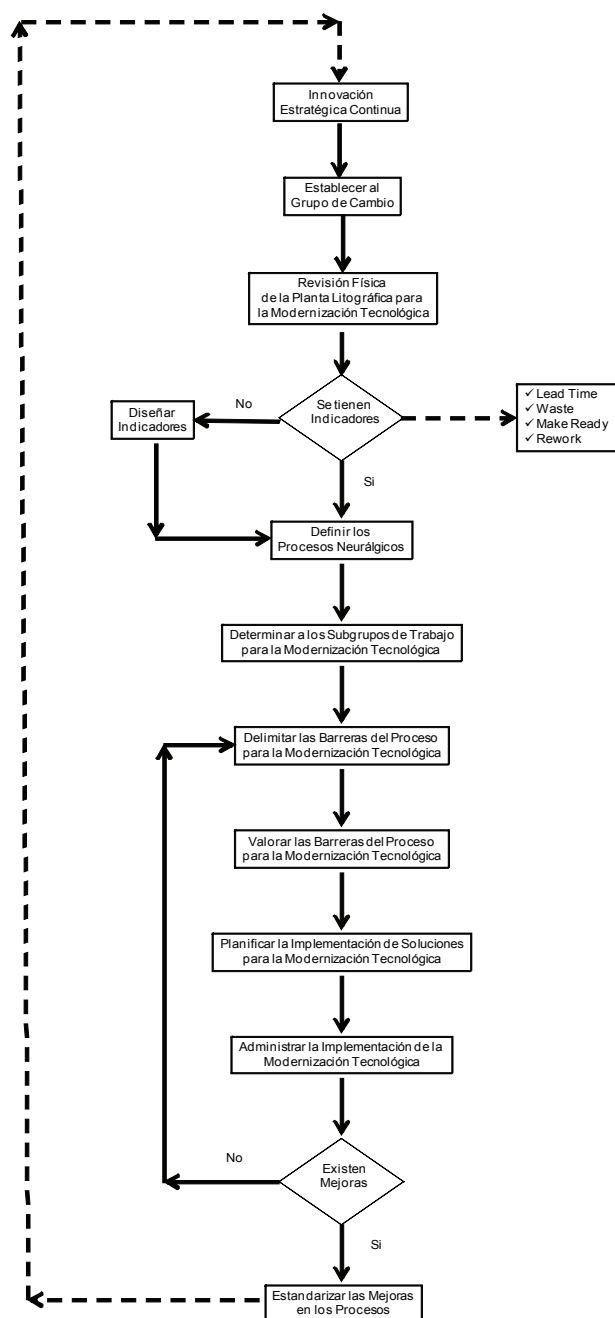 Innovación
Estratégica Continua
Establecer al
Grupo de Cambio
Revisión Física
de la Planta Litográfica para
la Modernización Tecnológica
Se tienen
Indicadores
No
Diseñar
Indicadores
✓ Lead Time
✓ Waste
✓ Make Ready
✓ Rework
Si
Definir los
Procesos Neurálgicos
Determinar a los Subgrupos de Trabajo
para la Modernización Tecnológica
Delimitar las Barreras del Proceso
para la Modernización Tecnológica
Valorar las Barreras del Proceso
para la Modernización Tecnológica
Planificar la Implementación de Soluciones
para la Modernización Tecnológica
Administrar la Implementación de la
Modernización Tecnológica
Existen
Mejoras
No
Si
Estandarizar las Mejoras
en los Procesos